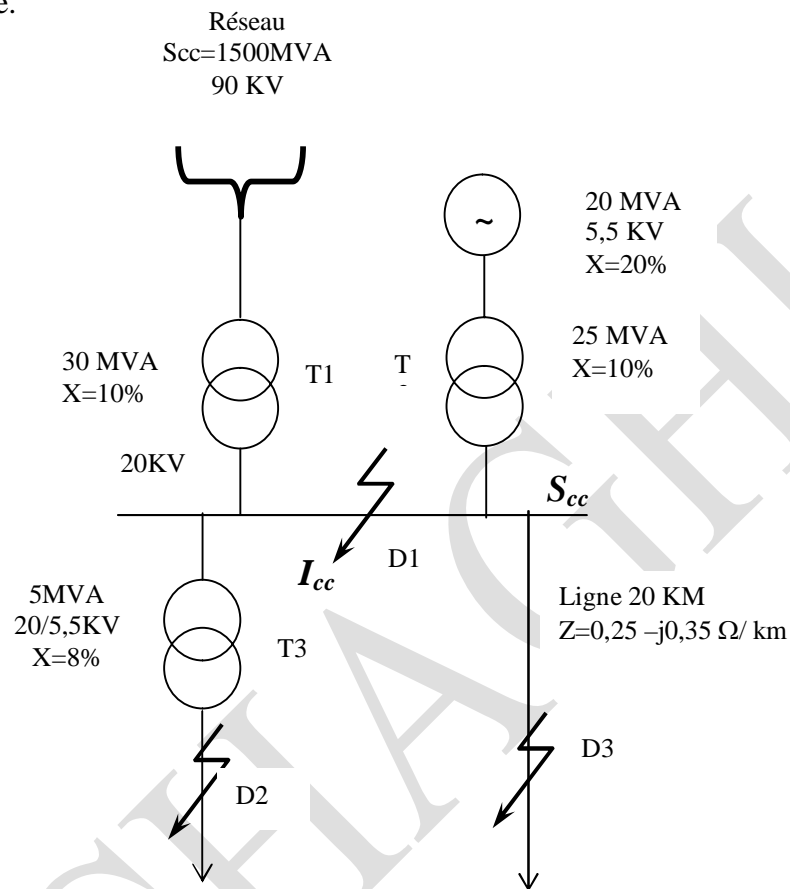 e.
Réseau
Scc=1500MVA
90 KV
20 MVA
5,5 KV
X=20%
~
30 MVA
X=10%
T1
T
25 MVA
X=10%
20KV
Scc
Icc
D1
5MVA
20/5,5KV
X=8%
T3
Ligne 20 KM
Z=0,25 –j0,35 Ω/ km
D2
D3